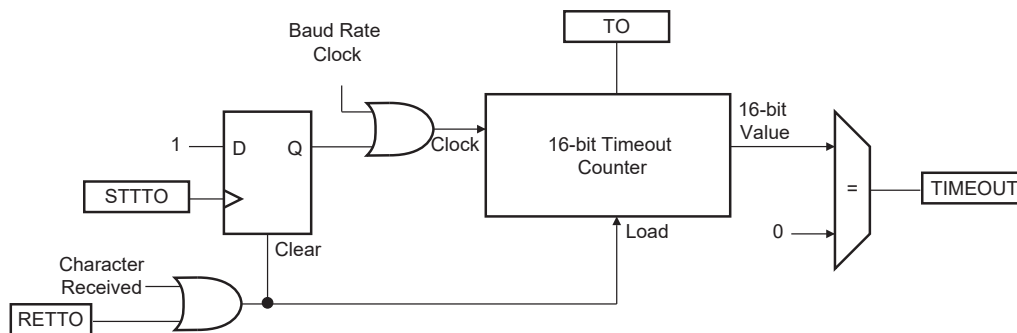 TO
Baud Rate
Clock
16-bit
Value
1
D
Q
Clock
16-bit Timeout
Counter
STTTO
=
TIMEOUT
Clear
Load
0
Character
Received
RETTO